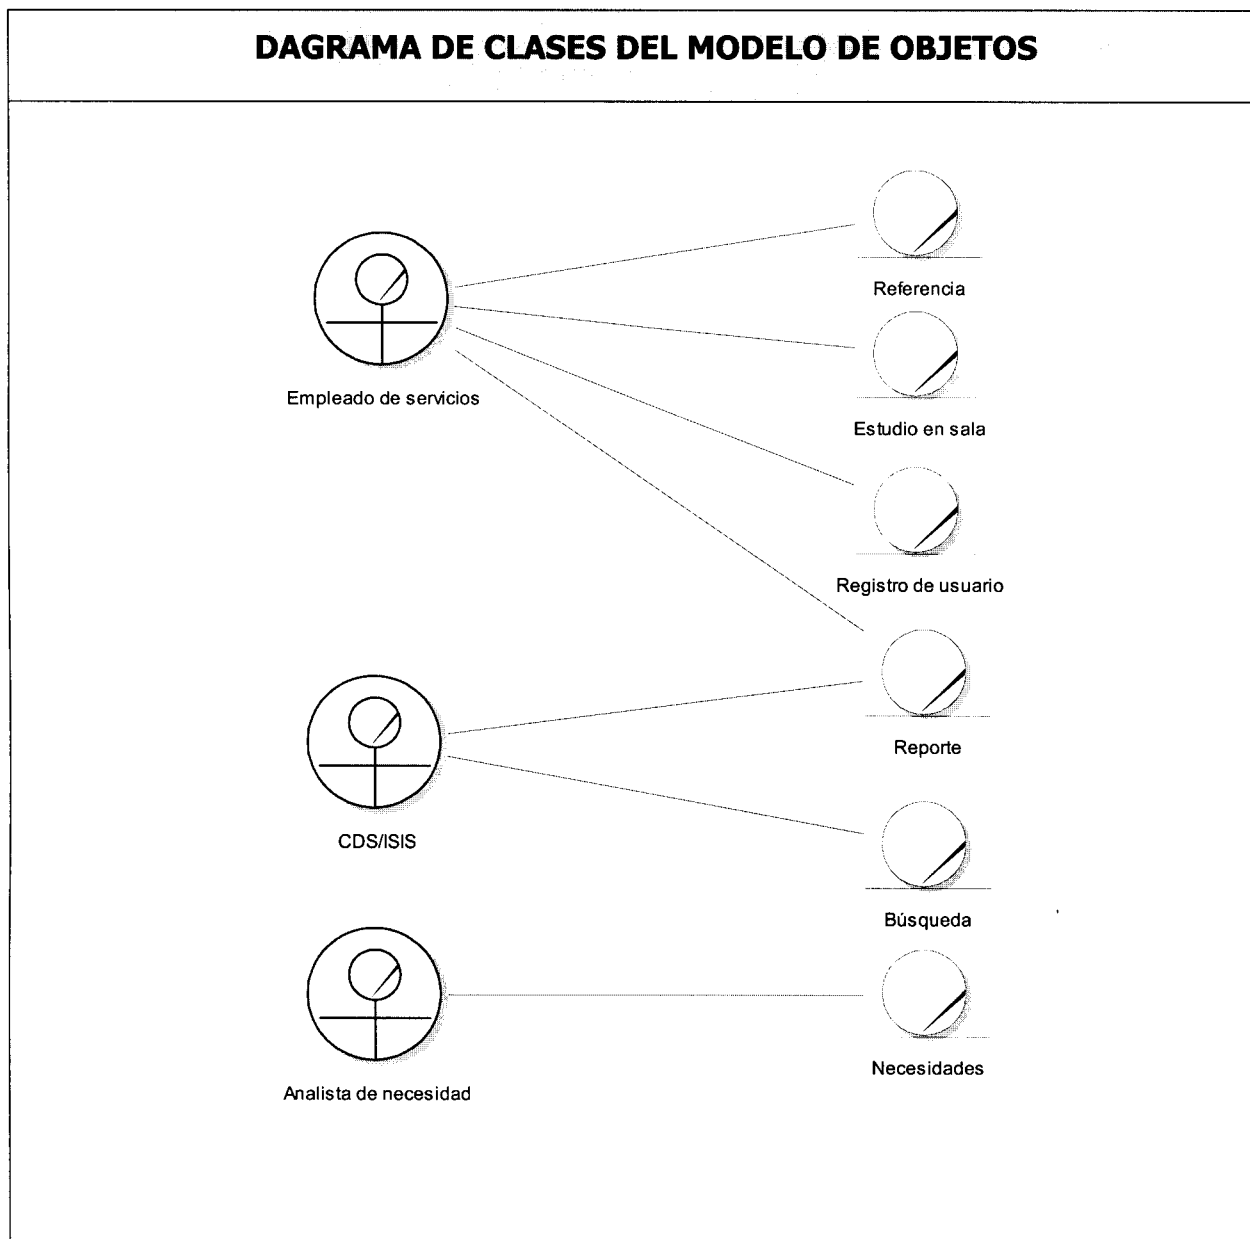 DAGRAMA DE CLASES DEL MODELO DE OBJETOS
Referencia
Empleado de servicios
Estudio en sala
Registro de usuario
Reporte
CDS/ISIS
Búsqueda
Necesidades
Analista de necesidad